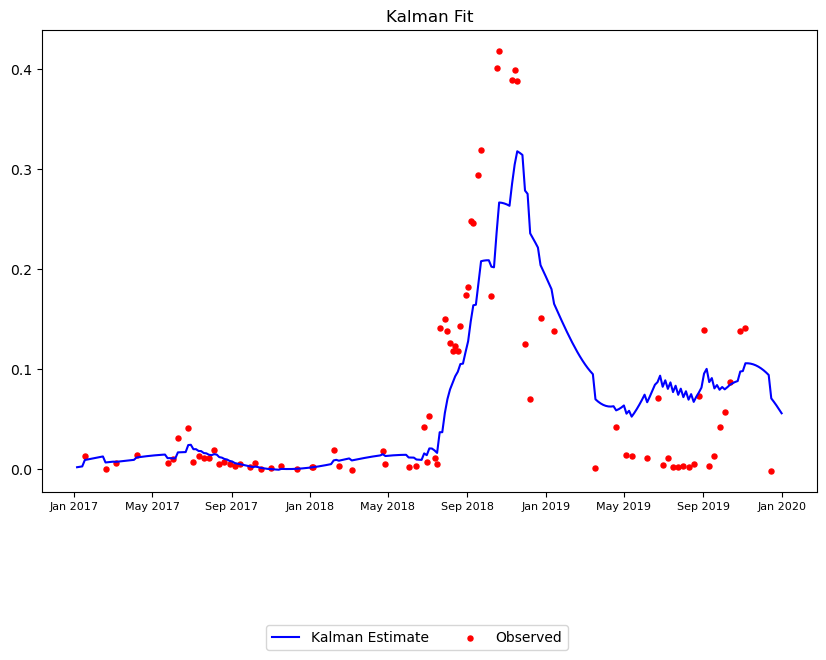 Kalman Fit
0.4
0.3
0.2
0.1
0.0
Jan 2017 May 2017 Sep 2017 Jan 2018 May 2018 Sep 2018 Jan 2019 May 2019 Sep 2019 Jan 2020
Kalman Estimate Observed